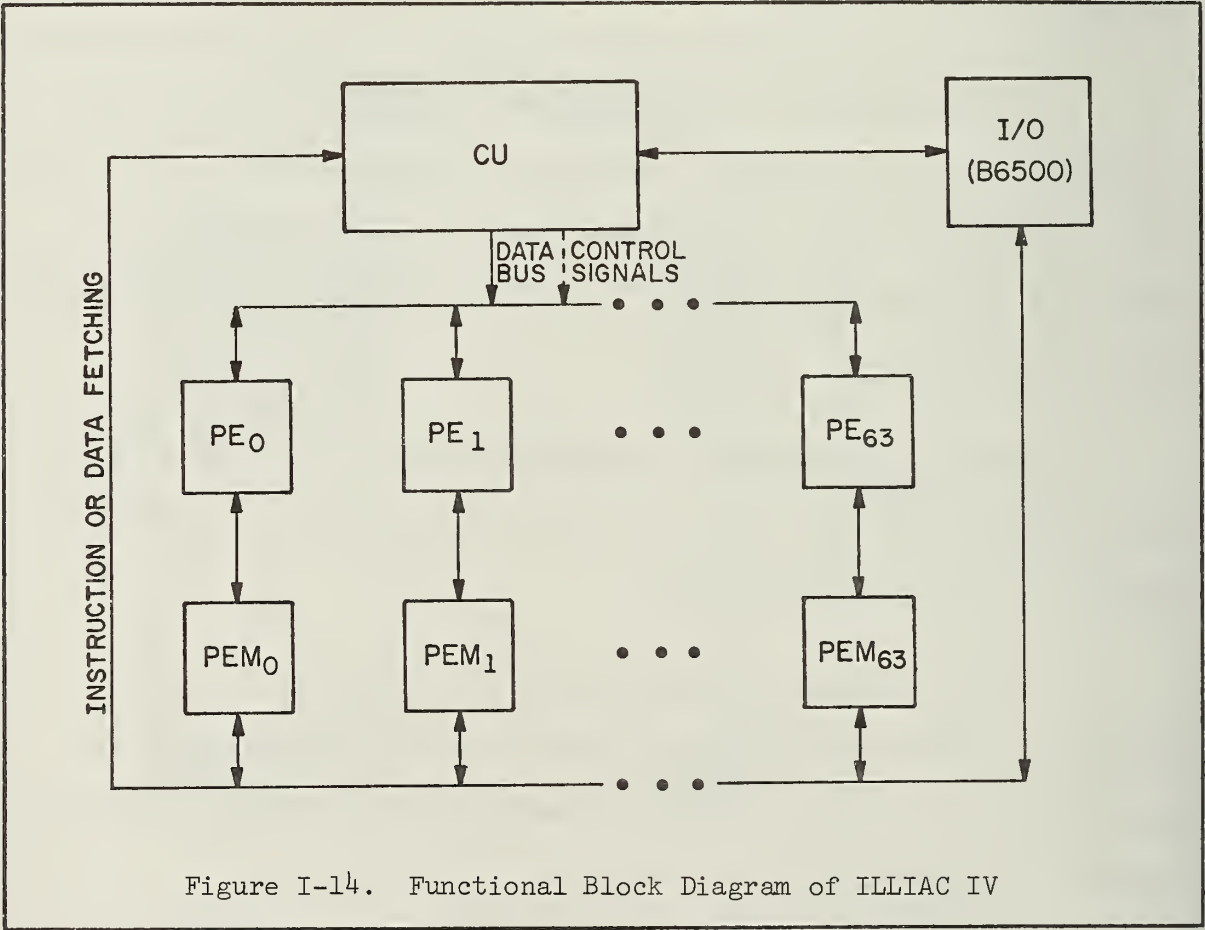 CU
I/O
(B6500)
DATA CONTROL
BUS SIGNALS
INSTRUCTION OR DATA FETCHING
PE0 PE1 PE63
PEM0 PEM1 PEM63
Figure I-14. Functional Block Diagram of ILLIAC IV